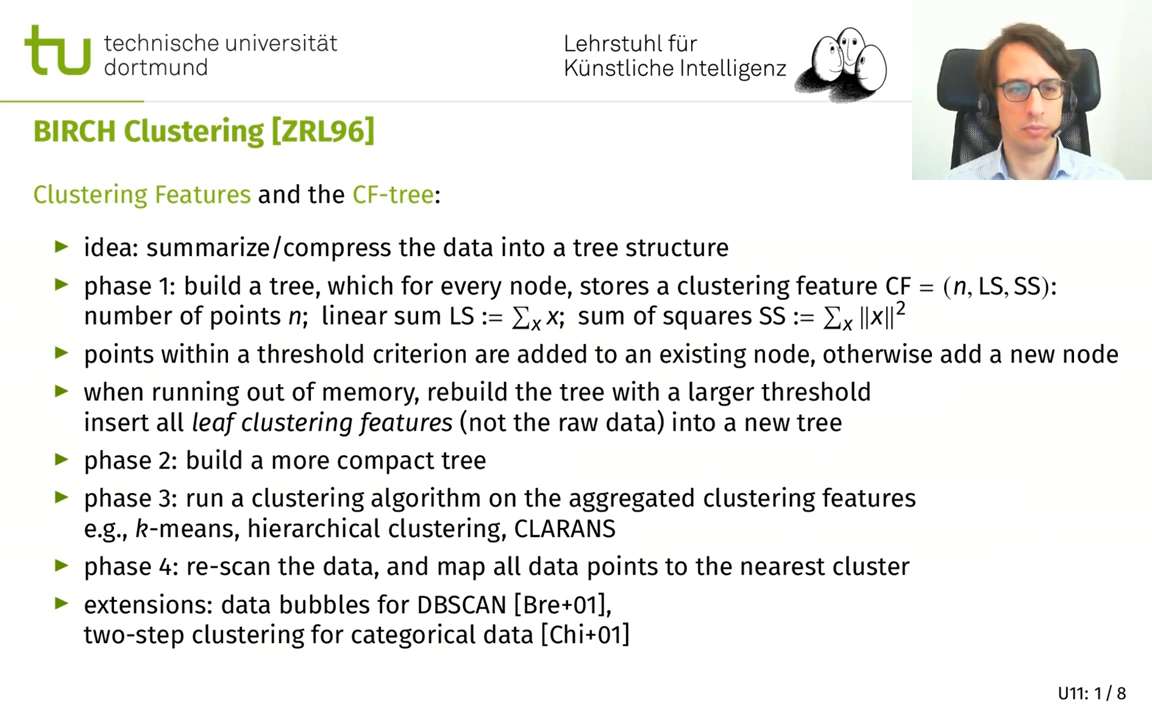 tu technische universität
dortmund
Lehrstuhl für
Künstliche Intelligenz
BIRCH Clustering [ZRL96]
Clustering Features and the CF-tree:
▶ idea: summarize/compress the data into a tree structure
▶ phase 1: build a tree, which for every node, stores a clustering feature CF = (n, LS, SS):
number of points n; linear sum LS := ∑ₓ x; sum of squares SS := ∑ₓ ‖x‖²
▶ points within a threshold criterion are added to an existing node, otherwise add a new node
▶ when running out of memory, rebuild the tree with a larger threshold
insert all leaf clustering features (not the raw data) into a new tree
▶ phase 2: build a more compact tree
▶ phase 3: run a clustering algorithm on the aggregated clustering features
e.g., k-means, hierarchical clustering, CLARANS
▶ phase 4: re-scan the data, and map all data points to the nearest cluster
▶ extensions: data bubbles for DBSCAN [Bre+01],
two-step clustering for categorical data [Chi+01]
U11: 1 / 8